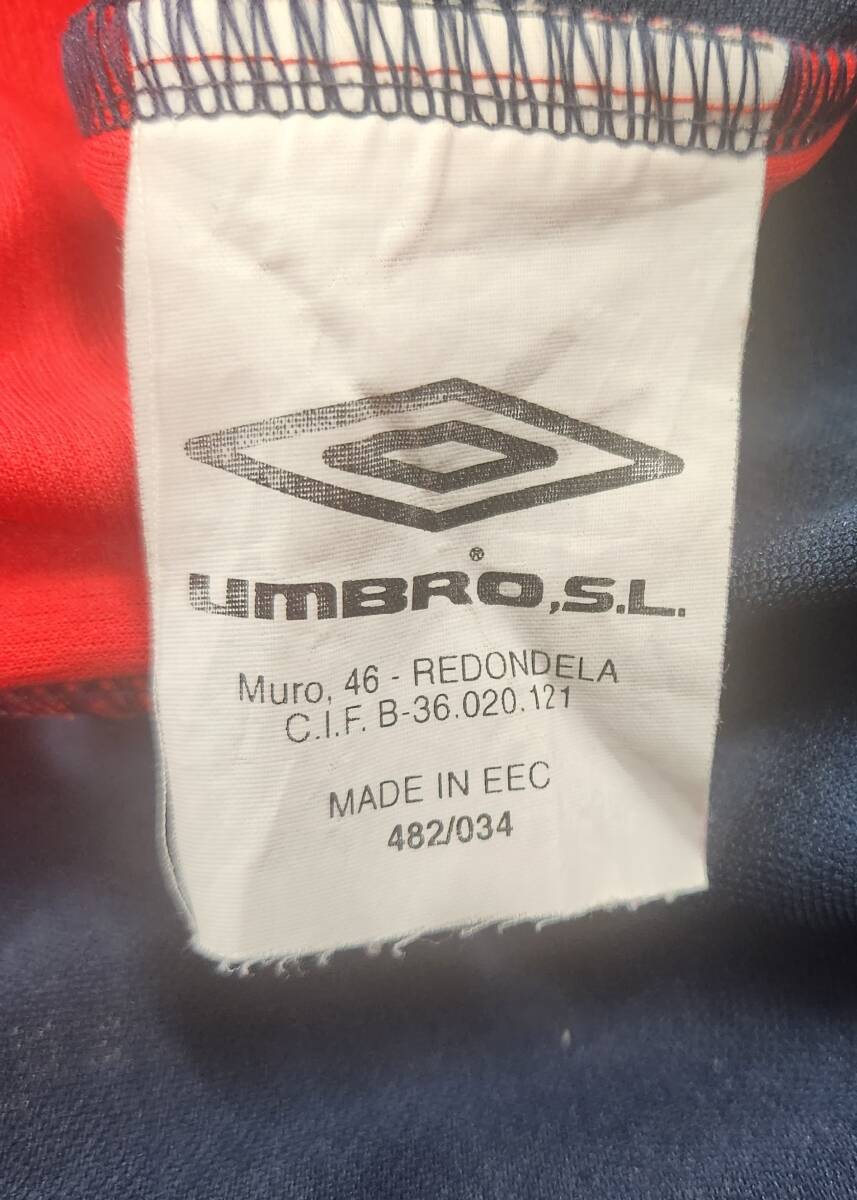 ®
UMBRO, S.L.
Muro, 46 - REDONDELA
C.I.F. B-36.020.121
MADE IN EEC
482/034